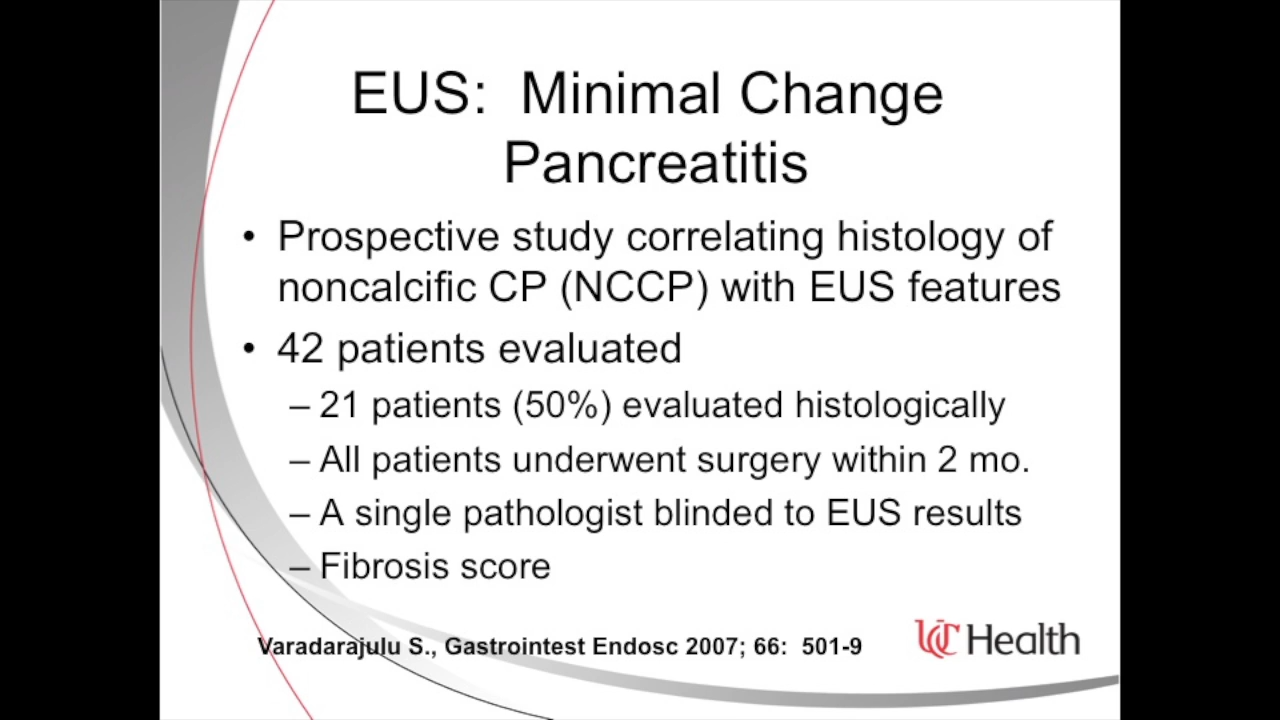 EUS:  Minimal Change
Pancreatitis
• Prospective study correlating histology of
noncalcific CP (NCCP) with EUS features
• 42 patients evaluated
– 21 patients (50%) evaluated histologically
– All patients underwent surgery within 2 mo.
– A single pathologist blinded to EUS results
– Fibrosis score
Varadarajulu S., Gastrointest Endosc 2007; 66:  501-9
UC Health